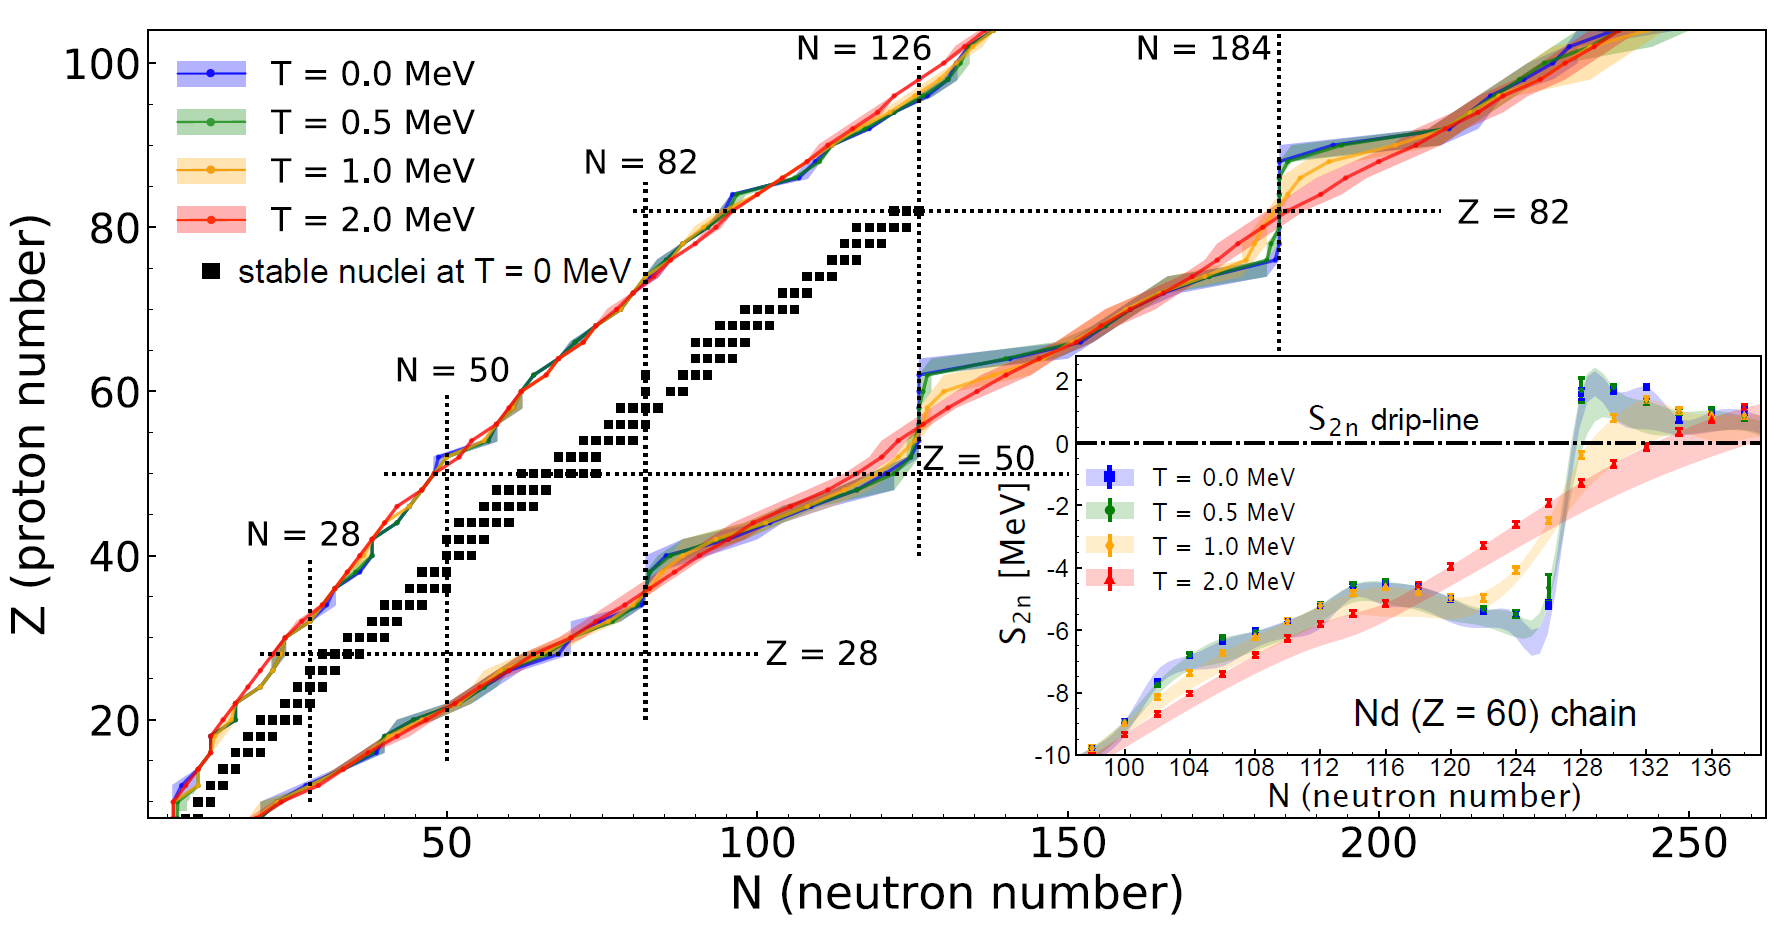 N = 126
N = 184
100
T = 0.0 MeV
T = 0.5 MeV
T = 1.0 MeV
T = 2.0 MeV
stable nuclei at T = 0 MeV
N = 82
Z = 82
80
N = 50
60
Z = 50
N = 28
40
Z = 28
20
Z (proton number)
50
100
150
200
250
N (neutron number)
S2n drip-line
T = 0.0 MeV
T = 0.5 MeV
T = 1.0 MeV
T = 2.0 MeV
Nd (Z = 60) chain
2
0
-2
-4
-6
-8
-10
S2n [MeV]
100
104
108
112
116
120
124
128
132
136
N (neutron number)